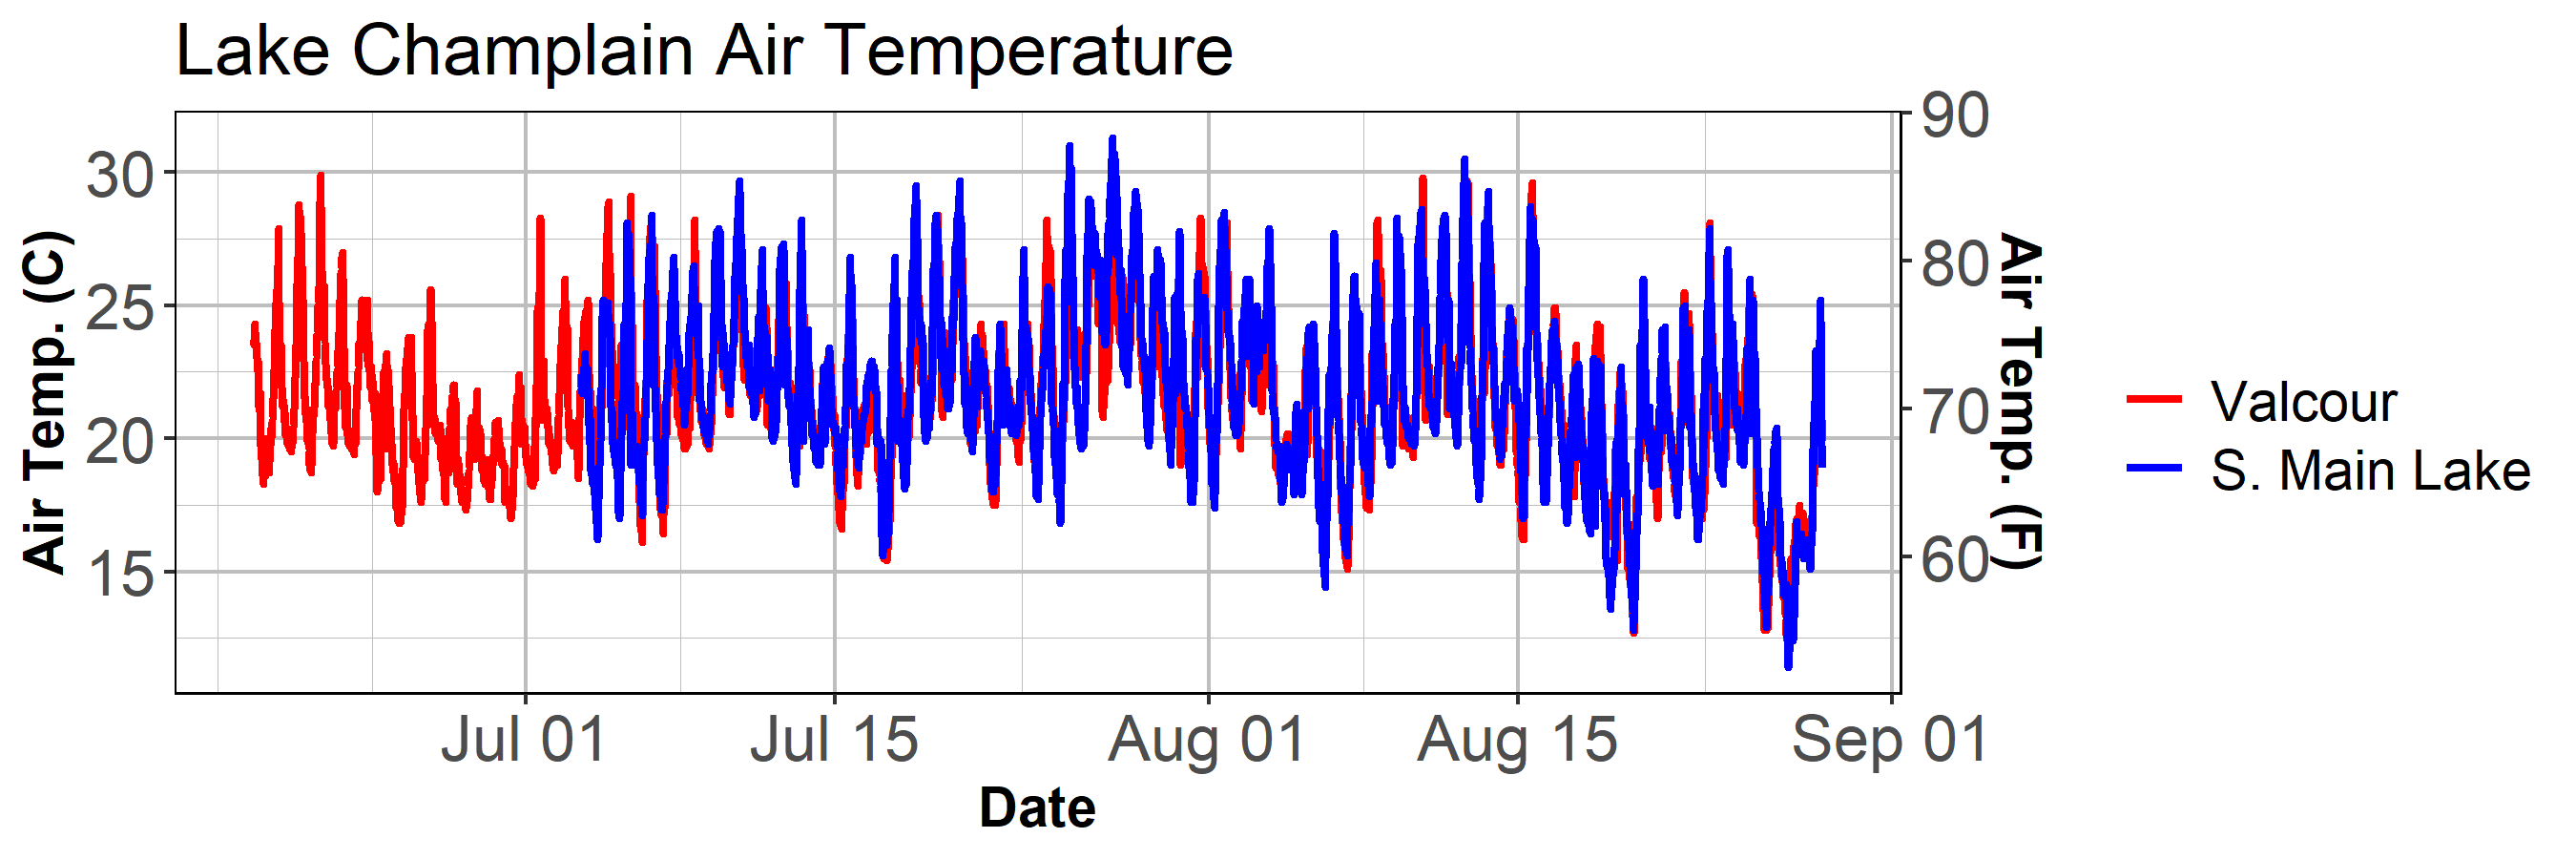 Lake Champlain Air Temperature
Air Temp. (C)
30
25
20
15
90
80
70
60
Air Temp. (F)
Jul 01
Jul 15
Aug 01
Aug 15
Sep 01
Date
Valcour
S. Main Lake